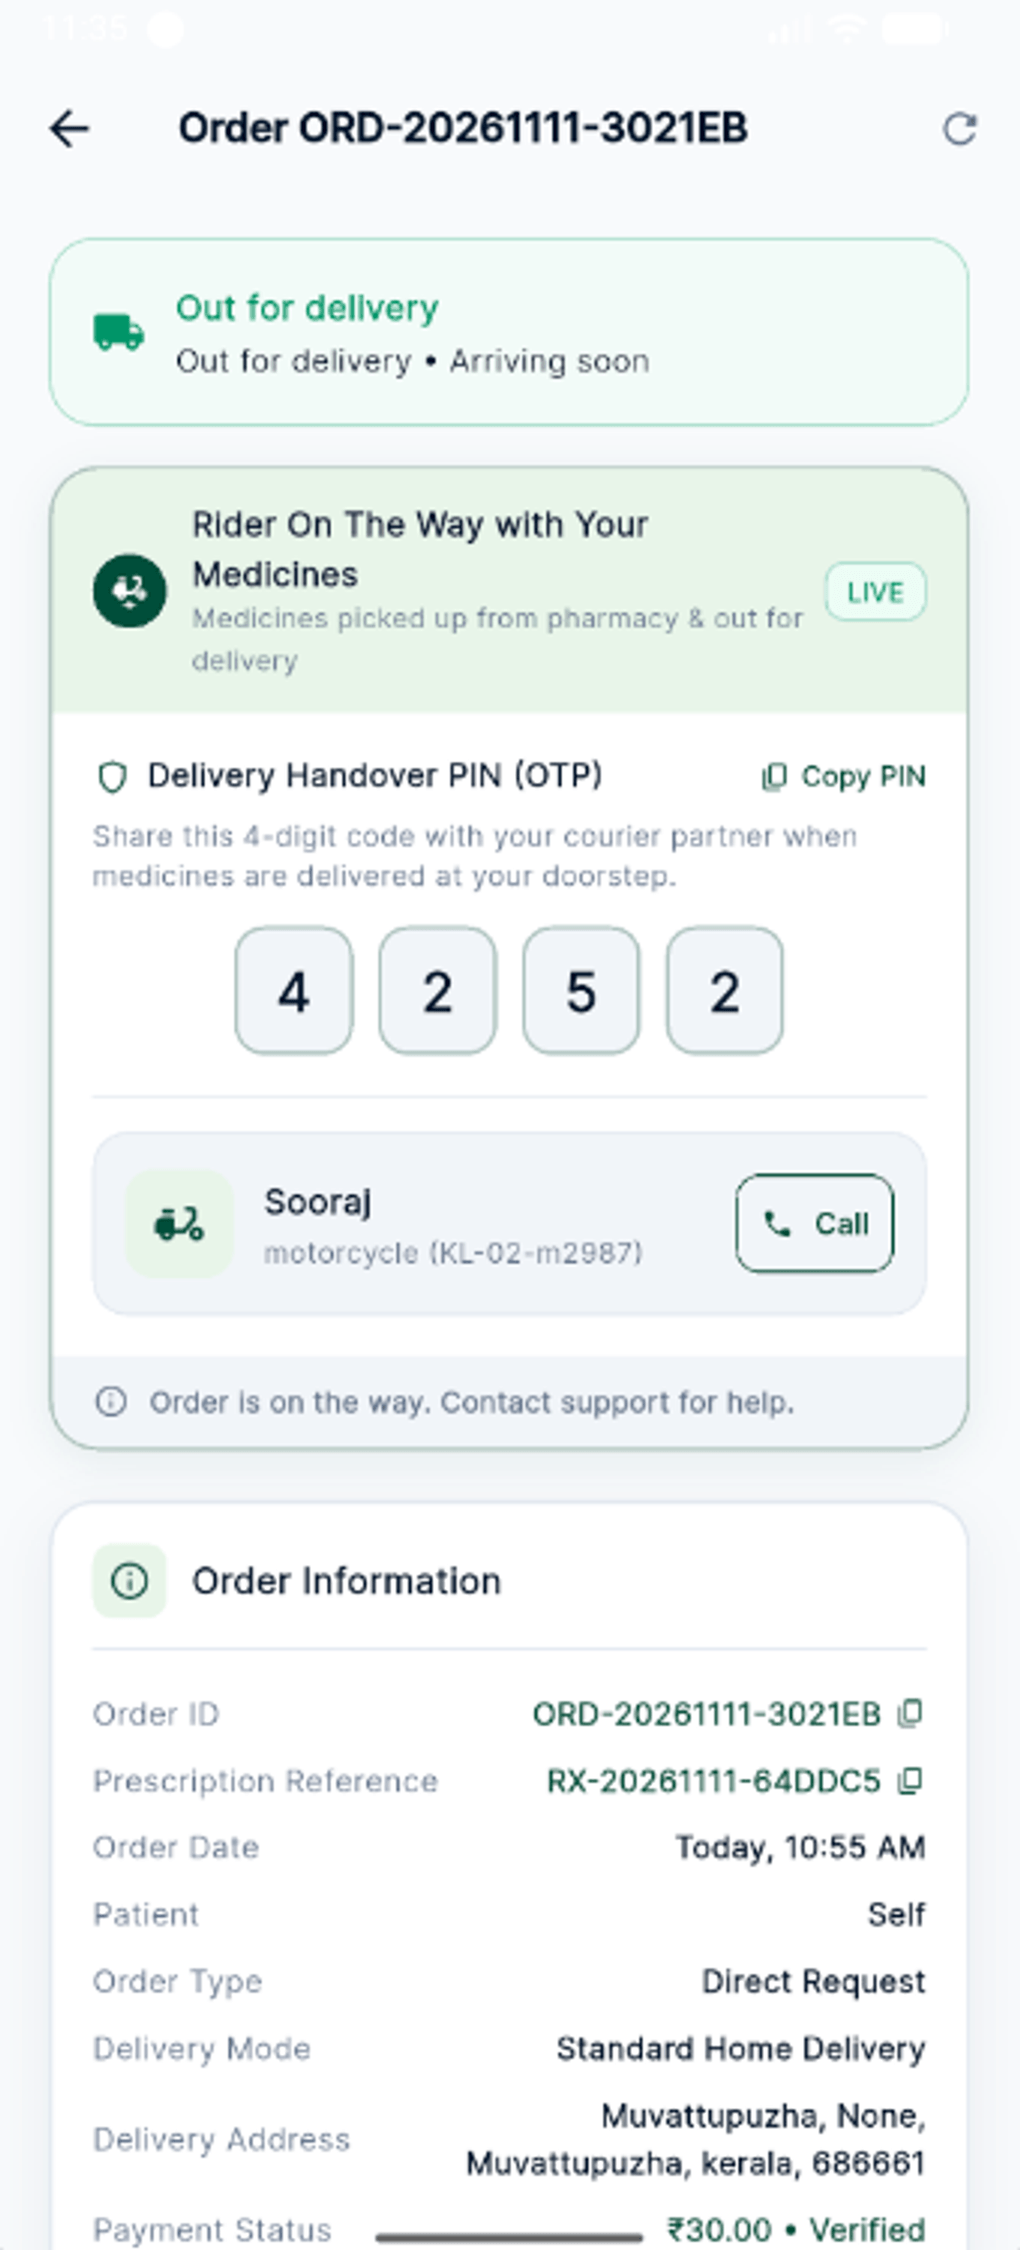 11:35
Order ORD-20261111-3021EB
Out for delivery
Out for delivery • Arriving soon
Rider On The Way with Your
Medicines
Medicines picked up from pharmacy & out for
delivery
LIVE
Delivery Handover PIN (OTP)
Copy PIN
Share this 4-digit code with your courier partner when
medicines are delivered at your doorstep.
4 2 5 2
Sooraj
motorcycle (KL-02-m2987)
Call
Order is on the way. Contact support for help.
Order Information
Order ID ORD-20261111-3021EB
Prescription Reference RX-20261111-64DDC5
Order Date Today, 10:55 AM
Patient Self
Order Type Direct Request
Delivery Mode Standard Home Delivery
Delivery Address Muvattupuzha, None,
Muvattupuzha, kerala, 686661
Payment Status ₹30.00 • Verified